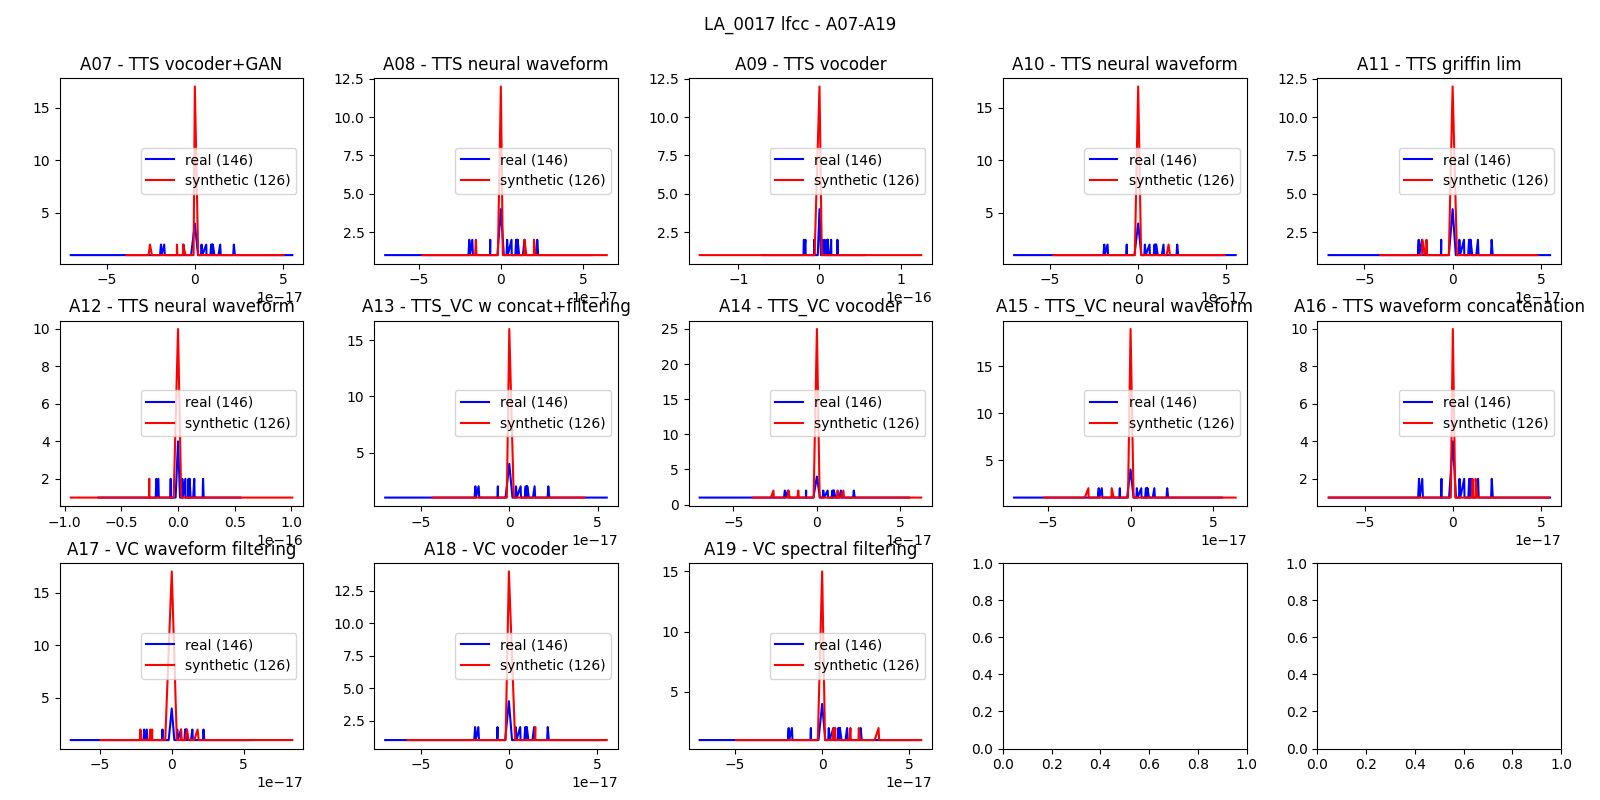 LA_0017 lfcc - A07-A19
A07 - TTS vocoder+GAN
15
10
5
real (146)
synthetic (126)
−5
0
5
1e−17
A08 - TTS neural waveform
12.5
10.0
7.5
5.0
2.5
real (146)
synthetic (126)
−5
0
5
1e−17
A09 - TTS vocoder
12.5
10.0
7.5
5.0
2.5
real (146)
synthetic (126)
−1
0
1
1e−16
A10 - TTS neural waveform
15
10
5
real (146)
synthetic (126)
−5
0
5
1e−17
A11 - TTS griffin lim
12.5
10.0
7.5
5.0
2.5
real (146)
synthetic (126)
−5
0
5
1e−17
A12 - TTS neural waveform
10
8
6
4
2
real (146)
synthetic (126)
−1.0
−0.5
0.0
0.5
1.0
1e−16
A13 - TTS_VC w concat+filtering
15
10
5
real (146)
synthetic (126)
−5
0
5
1e−17
A14 - TTS_VC vocoder
25
20
15
10
5
0
real (146)
synthetic (126)
−5
0
5
1e−17
A15 - TTS_VC neural waveform
15
10
5
real (146)
synthetic (126)
−5
0
5
1e−17
A16 - TTS waveform concatenation
10
8
6
4
2
real (146)
synthetic (126)
−5
0
5
1e−17
A17 - VC waveform filtering
15
10
5
real (146)
synthetic (126)
−5
0
5
1e−17
A18 - VC vocoder
12.5
10.0
7.5
5.0
2.5
real (146)
synthetic (126)
−5
0
5
1e−17
A19 - VC spectral filtering
15
10
5
real (146)
synthetic (126)
−5
0
5
1e−17
1.0
0.8
0.6
0.4
0.2
0.0
0.0
0.2
0.4
0.6
0.8
1.0
1.0
0.8
0.6
0.4
0.2
0.0
0.0
0.2
0.4
0.6
0.8
1.0